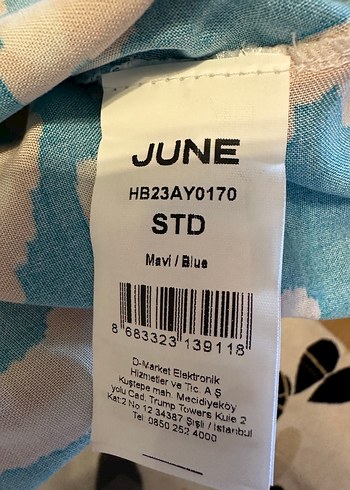 JUNE
HB23AY0170
STD
Mavi / Blue
8 683323 139118
D-Market Elektronik
Hizmetler ve Tic. A.Ş
Kuştepe mah. Mecidiyeköy
yolu Cad. Trump Towers Kule 2
Kat:2 No 12 34387 Şişli / İstanbul
Tel 0850 252 4000